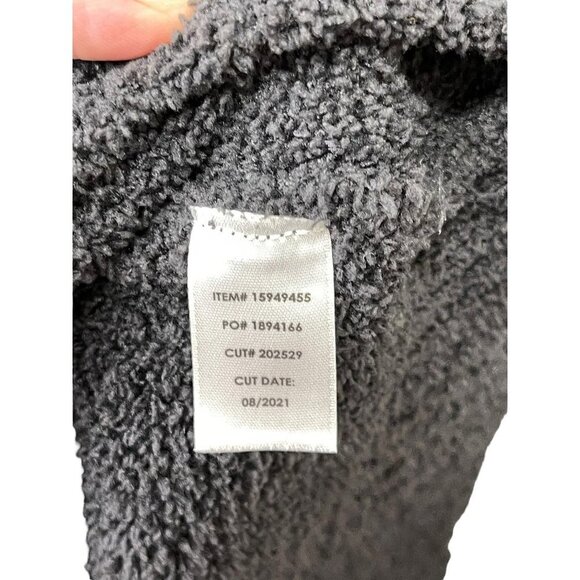 ITEM# 15949455
PO# 1894166
CUT# 202529
CUT DATE:
08/2021